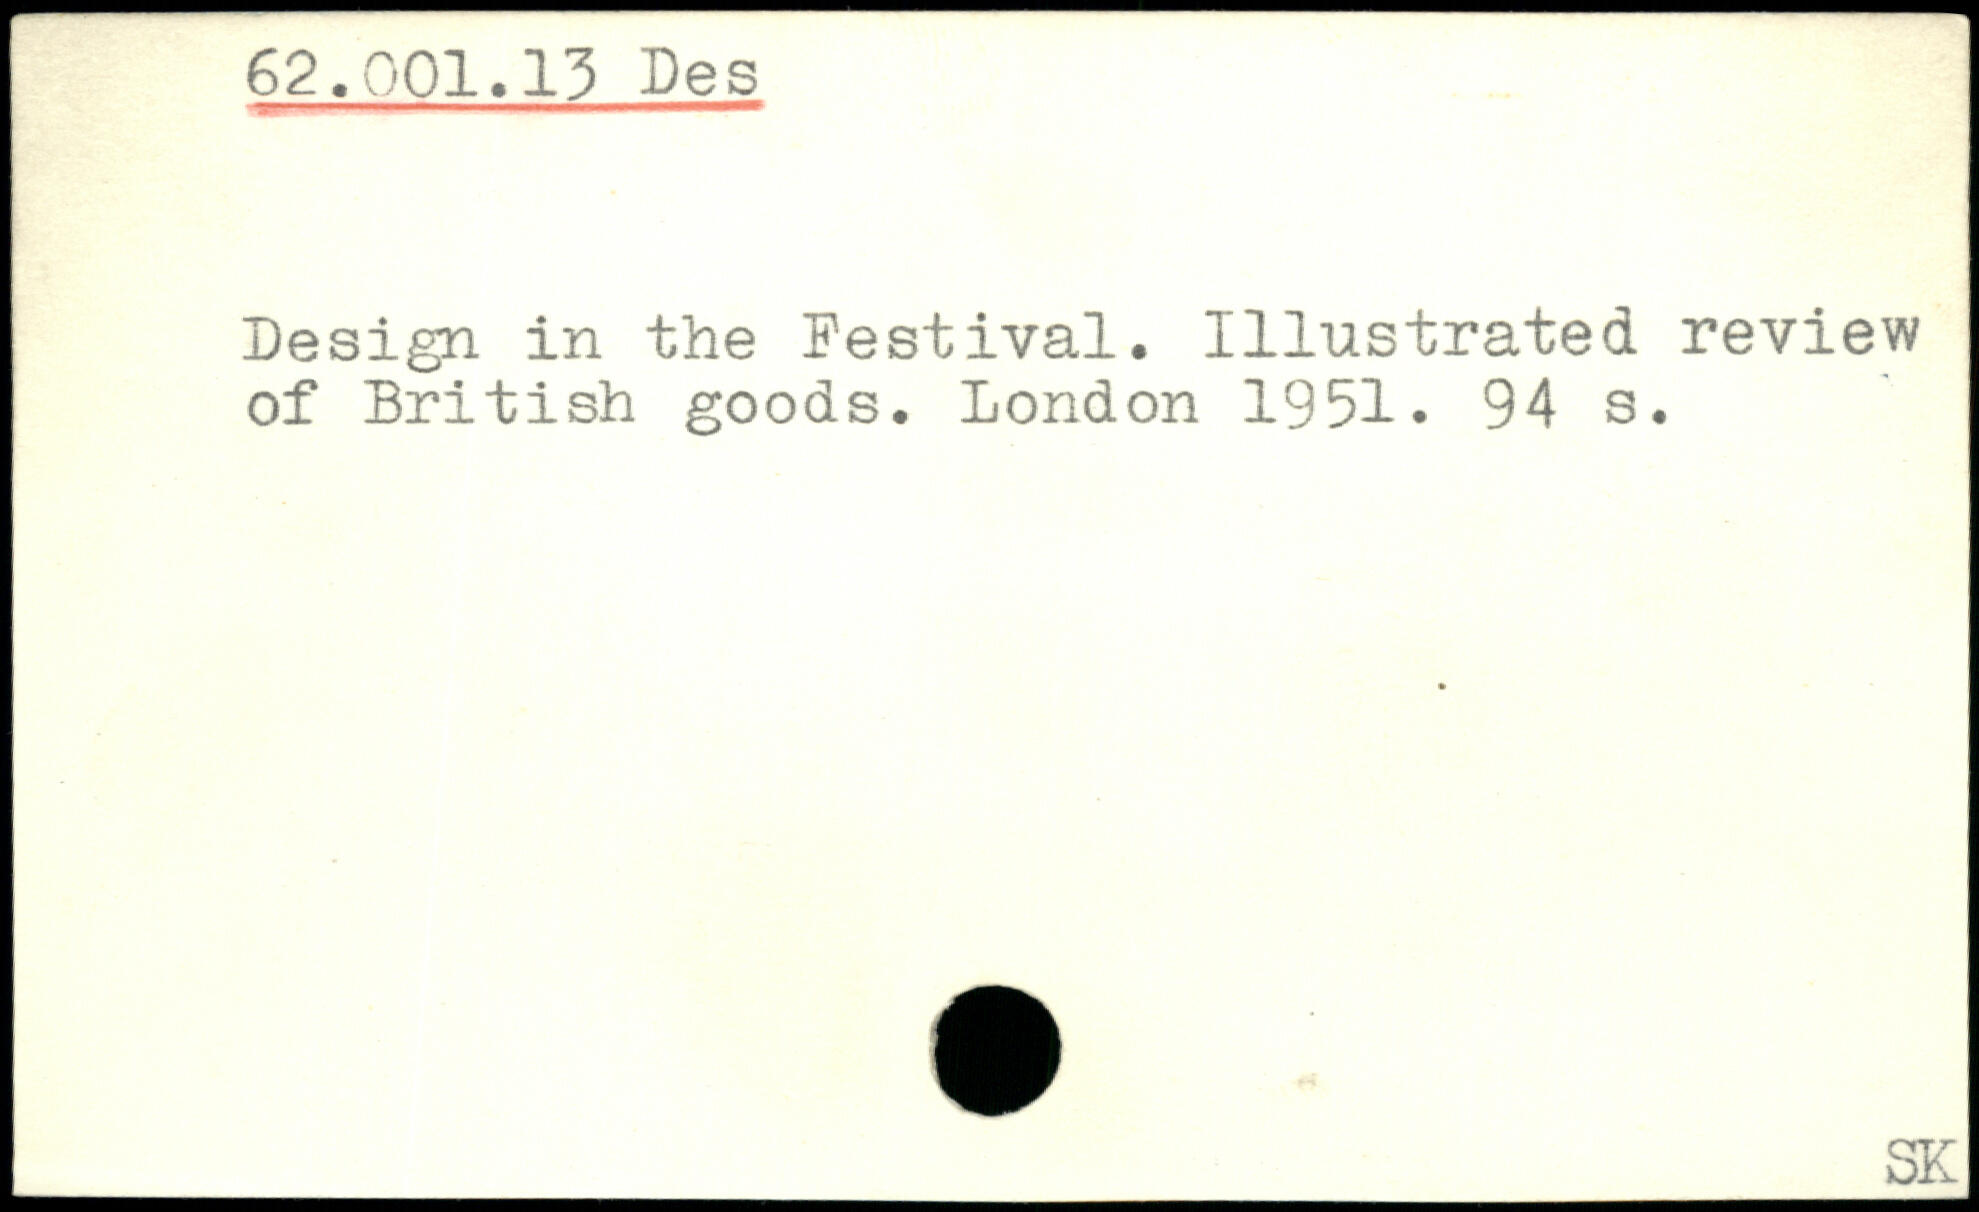 62.001.13 Des
Design in the Festival. Illustrated review
of British goods. London 1951. 94 s.
SK